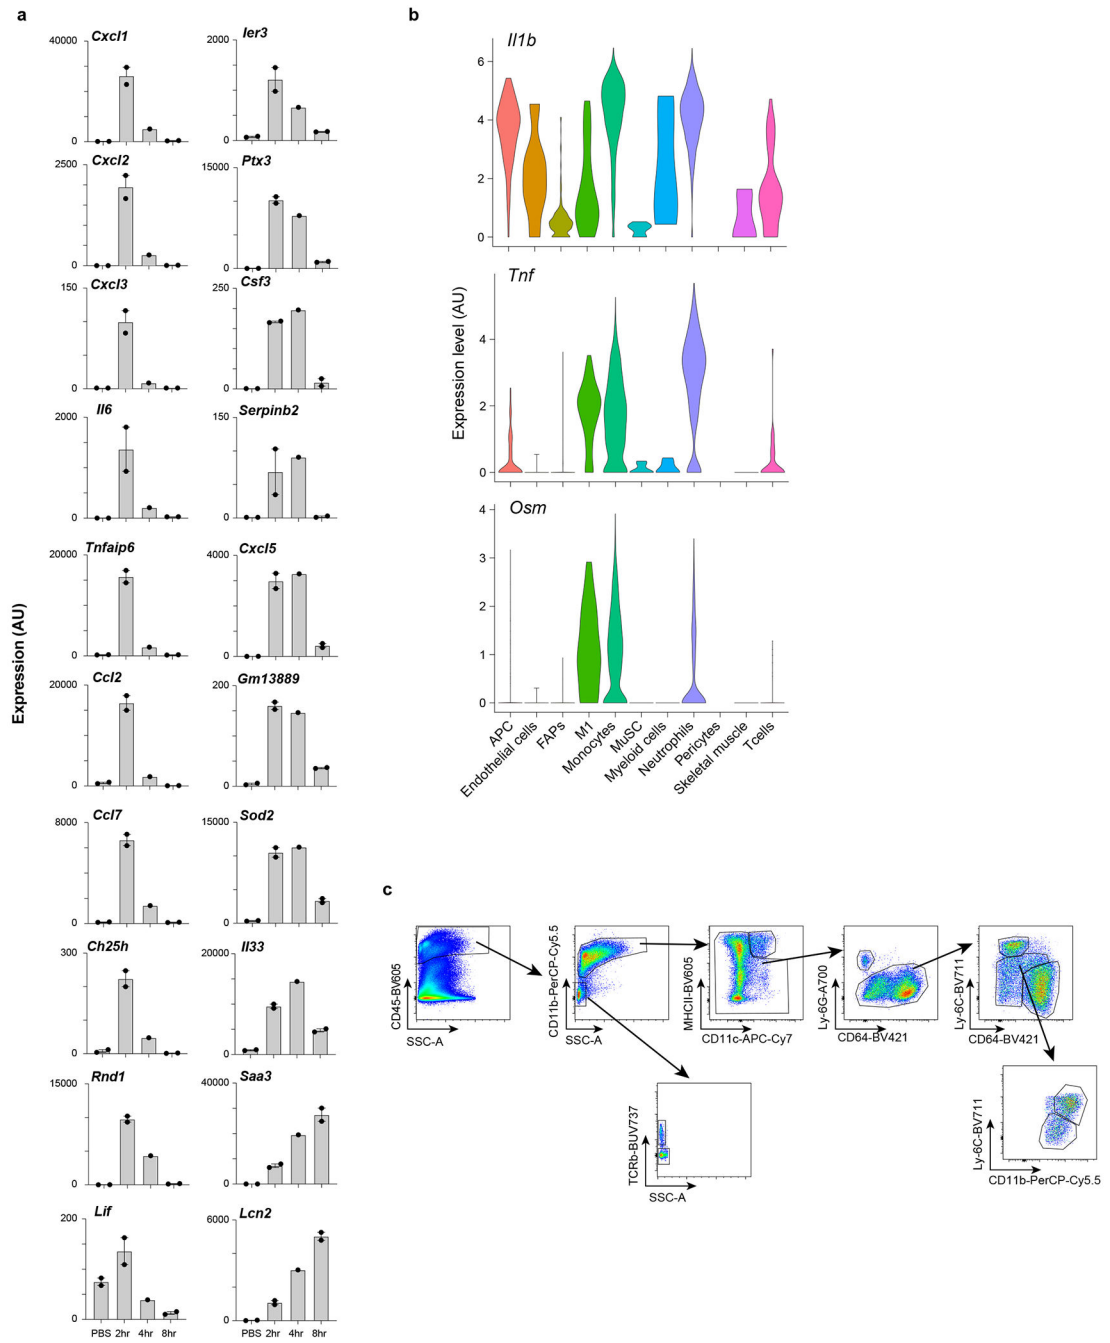 a
Expression (AU)
Cxcl1
40000
0
Ier3
2000
0
Cxcl2
2500
0
Ptx3
15000
0
Cxcl3
150
0
Csf3
250
0
Il6
2000
0
Serpinb2
150
0
Tnfaip6
20000
0
Cxcl5
4000
0
Ccl2
20000
0
Gm13889
200
0
Ccl7
8000
0
Sod2
15000
0
Ch25h
300
0
Il33
20000
0
Rnd1
15000
0
Saa3
40000
0
Lif
200
0
Lcn2
6000
0
PBS 2hr 4hr 8hr
PBS 2hr 4hr 8hr
b
Expression level (AU)
Il1b
6
4
2
0
Tnf
4
2
0
Osm
4
3
2
1
0
APC
Endothelial cells
FAPs
M1
Monocytes
MuSC
Myeloid cells
Neutrophils
Pericytes
Skeletal muscle
Tcells
c
CD45-BV605
SSC-A
CD11b-PerCP-Cy5.5
SSC-A
MHCII-BV605
CD11c-APC-Cy7
Ly-6G-A700
CD64-BV421
Ly-6C-BV711
CD64-BV421
TCRb-BUV737
SSC-A
Ly-6C-BV711
CD11b-PerCP-Cy5.5